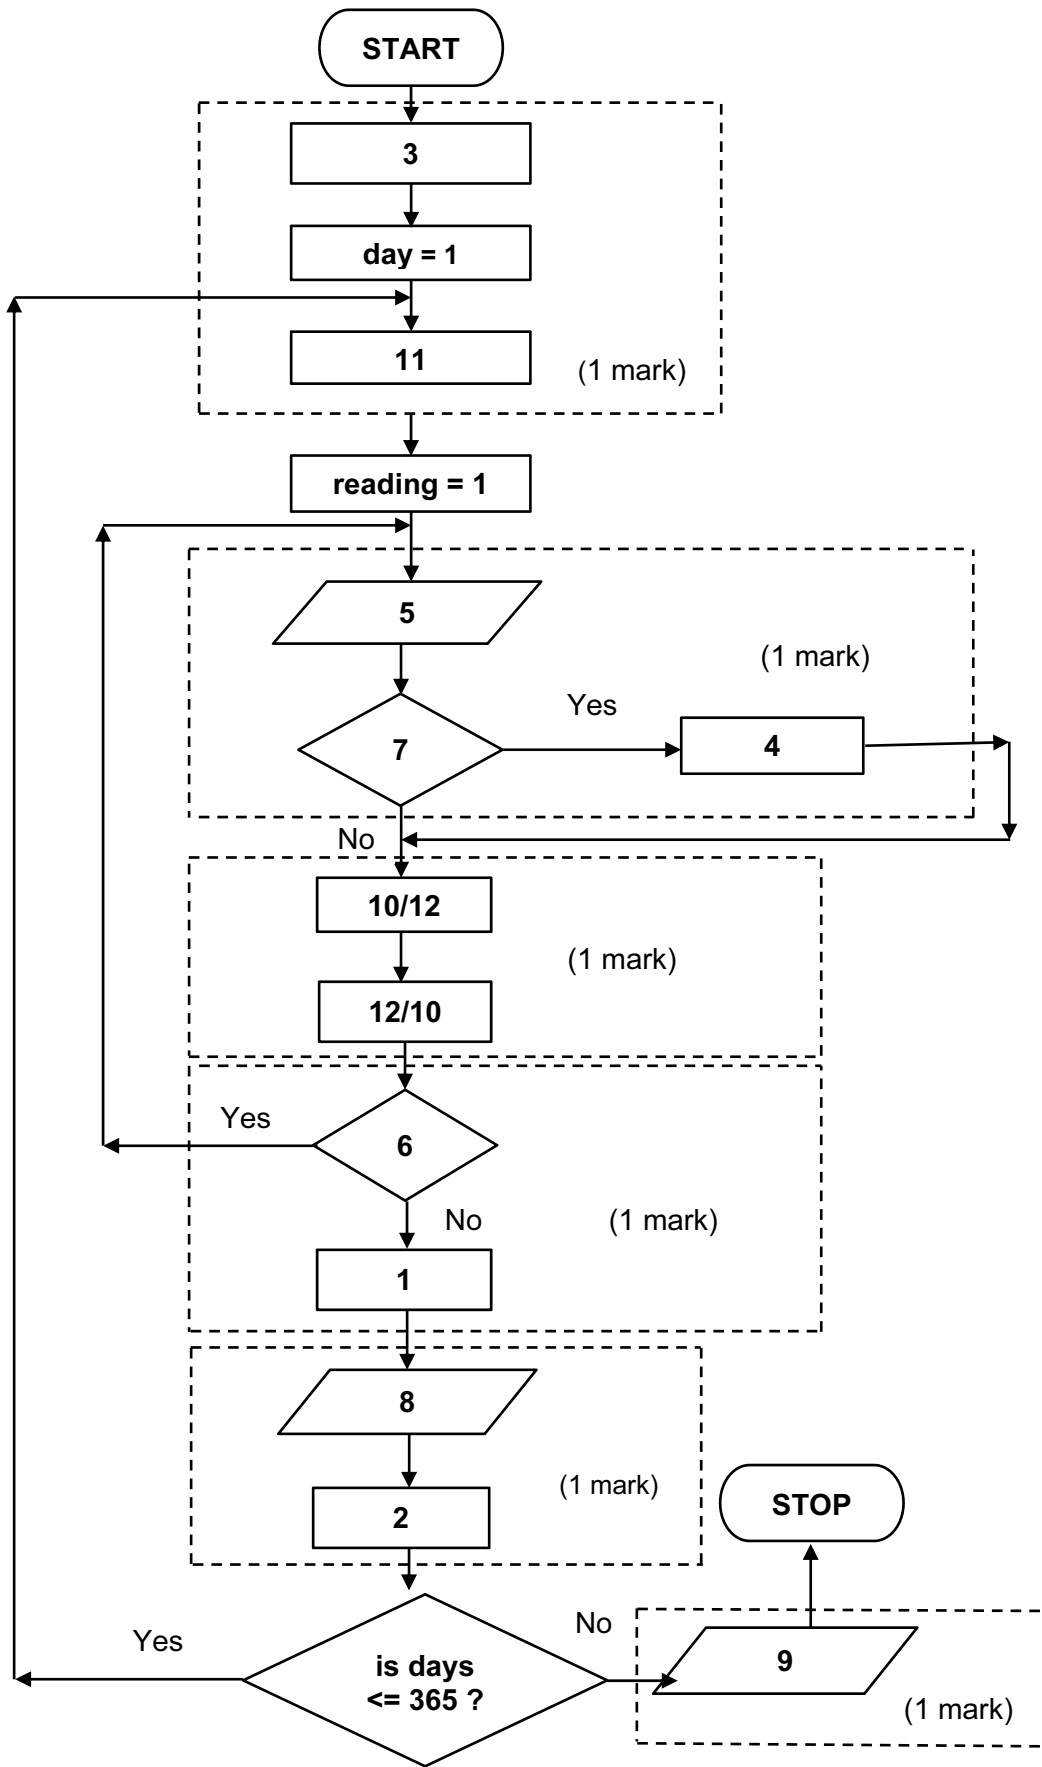 START
3
day = 1
11
(1 mark)
reading = 1
5
(1 mark)
Yes
7
4
No
10/12
(1 mark)
12/10
Yes
6
No
(1 mark)
1
8
(1 mark)
STOP
2
No
Yes
is days
<= 365 ?
9
(1 mark)